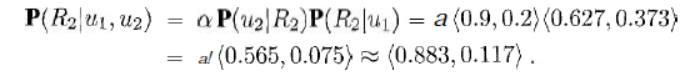 P(R₂|u₁, u₂) = α P(u₂|R₂)P(R₂|u₁) = a ⟨0.9, 0.2⟩⟨0.627, 0.373⟩
= a! ⟨0.565, 0.075⟩ ≈ ⟨0.883, 0.117⟩ .